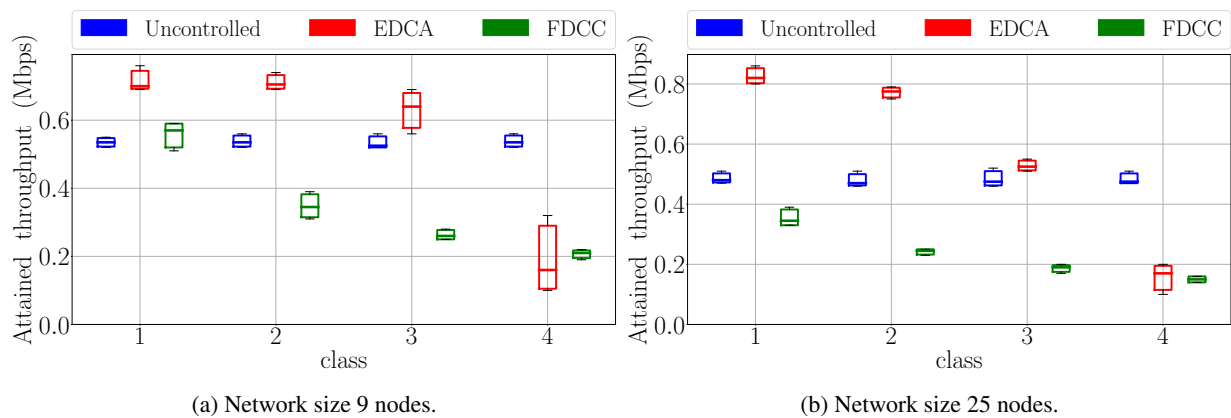 Uncontrolled EDCA FDCC
Attained throughput (Mbps)
0.6
0.4
0.2
0.0
1 2 3 4
class
(a) Network size 9 nodes.
Uncontrolled EDCA FDCC
Attained throughput (Mbps)
0.8
0.6
0.4
0.2
0.0
1 2 3 4
class
(b) Network size 25 nodes.